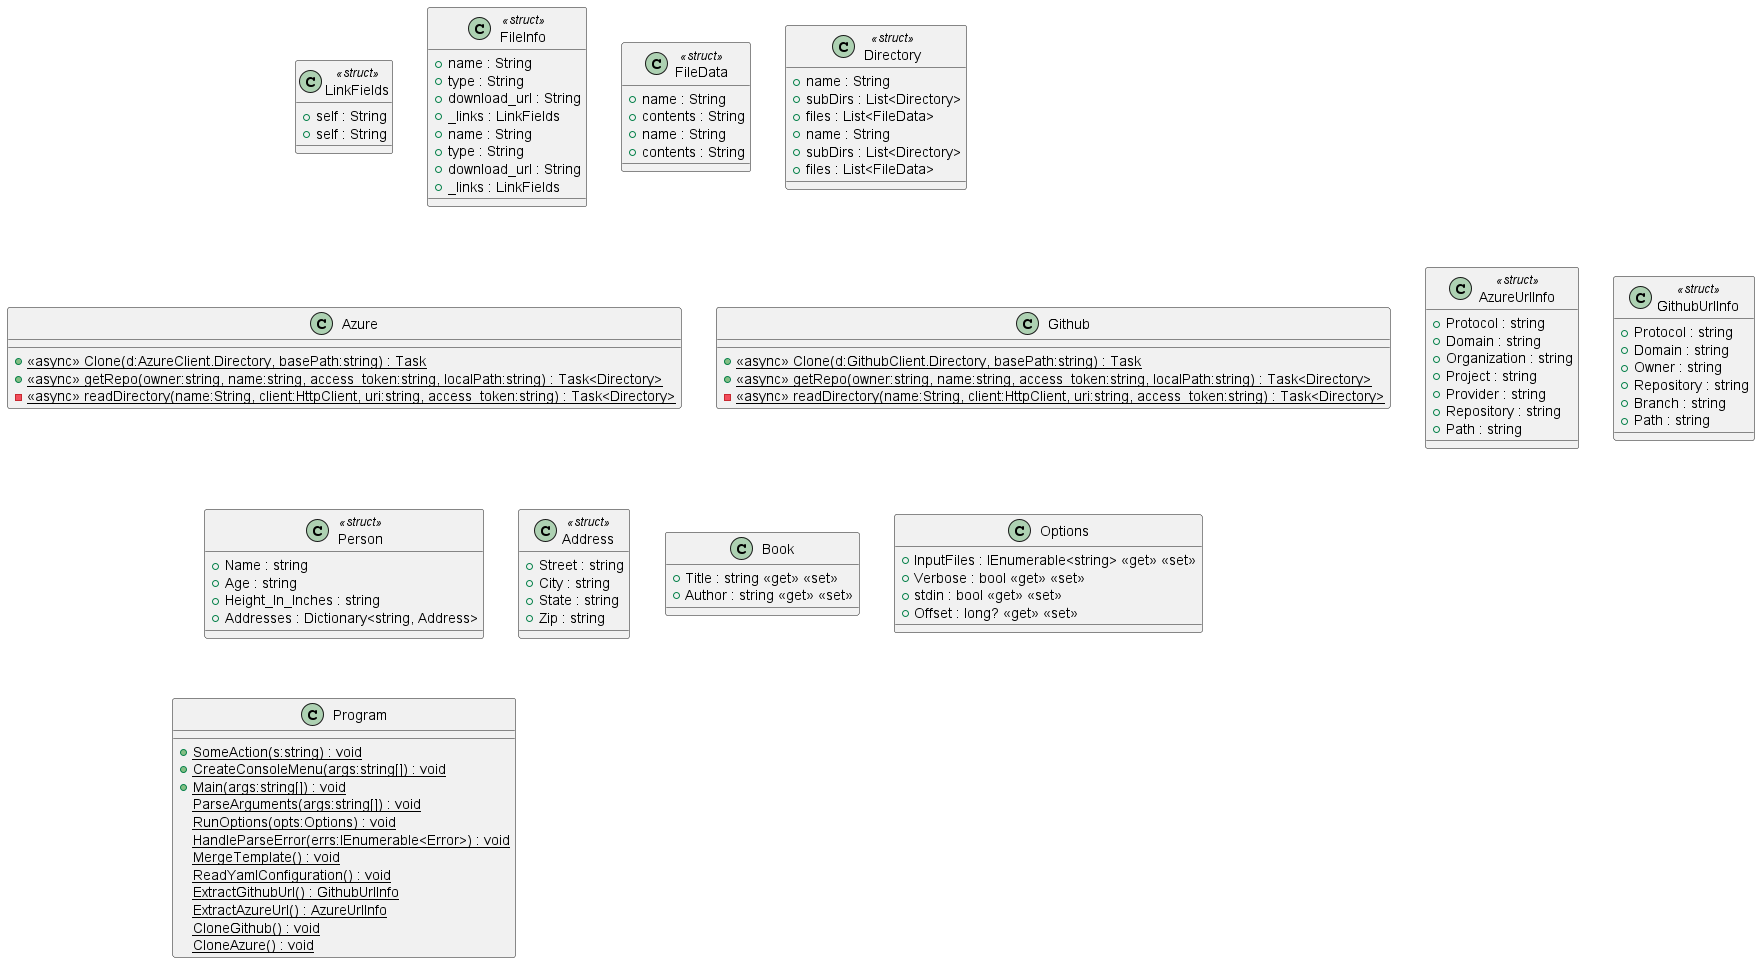 C
«struct»
LinkFields
self : String
self : String
C
«struct»
FileInfo
name : String
type : String
download_url : String
_links : LinkFields
name : String
type : String
download_url : String
_links : LinkFields
C
«struct»
FileData
name : String
contents : String
name : String
contents : String
C
«struct»
Directory
name : String
subDirs : List<Directory>
files : List<FileData>
name : String
subDirs : List<Directory>
files : List<FileData>
C
Azure
«async» Clone(d:AzureClient.Directory, basePath:string) : Task
«async» getRepo(owner:string, name:string, access_token:string, localPath:string) : Task<Directory>
«async» readDirectory(name:String, client:HttpClient, uri:string, access_token:string) : Task<Directory>
C
Github
«async» Clone(d:GithubClient.Directory, basePath:string) : Task
«async» getRepo(owner:string, name:string, access_token:string, localPath:string) : Task<Directory>
«async» readDirectory(name:String, client:HttpClient, uri:string, access_token:string) : Task<Directory>
C
«struct»
AzureUrlInfo
Protocol : string
Domain : string
Organization : string
Project : string
Provider : string
Repository : string
Path : string
C
«struct»
GithubUrlInfo
Protocol : string
Domain : string
Owner : string
Repository : string
Branch : string
Path : string
C
«struct»
Person
Name : string
Age : string
Height_In_Inches : string
Addresses : Dictionary<string, Address>
C
«struct»
Address
Street : string
City : string
State : string
Zip : string
C
Book
Title : string «get» «set»
Author : string «get» «set»
C
Options
InputFiles : IEnumerable<string> «get» «set»
Verbose : bool «get» «set»
stdin : bool «get» «set»
Offset : long? «get» «set»
C
Program
SomeAction(s:string) : void
CreateConsoleMenu(args:string[]) : void
Main(args:string[]) : void
ParseArguments(args:string[]) : void
RunOptions(opts:Options) : void
HandleParseError(errs:IEnumerable<Error>) : void
MergeTemplate() : void
ReadYamlConfiguration() : void
ExtractGithubUrl() : GithubUrlInfo
ExtractAzureUrl() : AzureUrlInfo
CloneGithub() : void
CloneAzure() : void